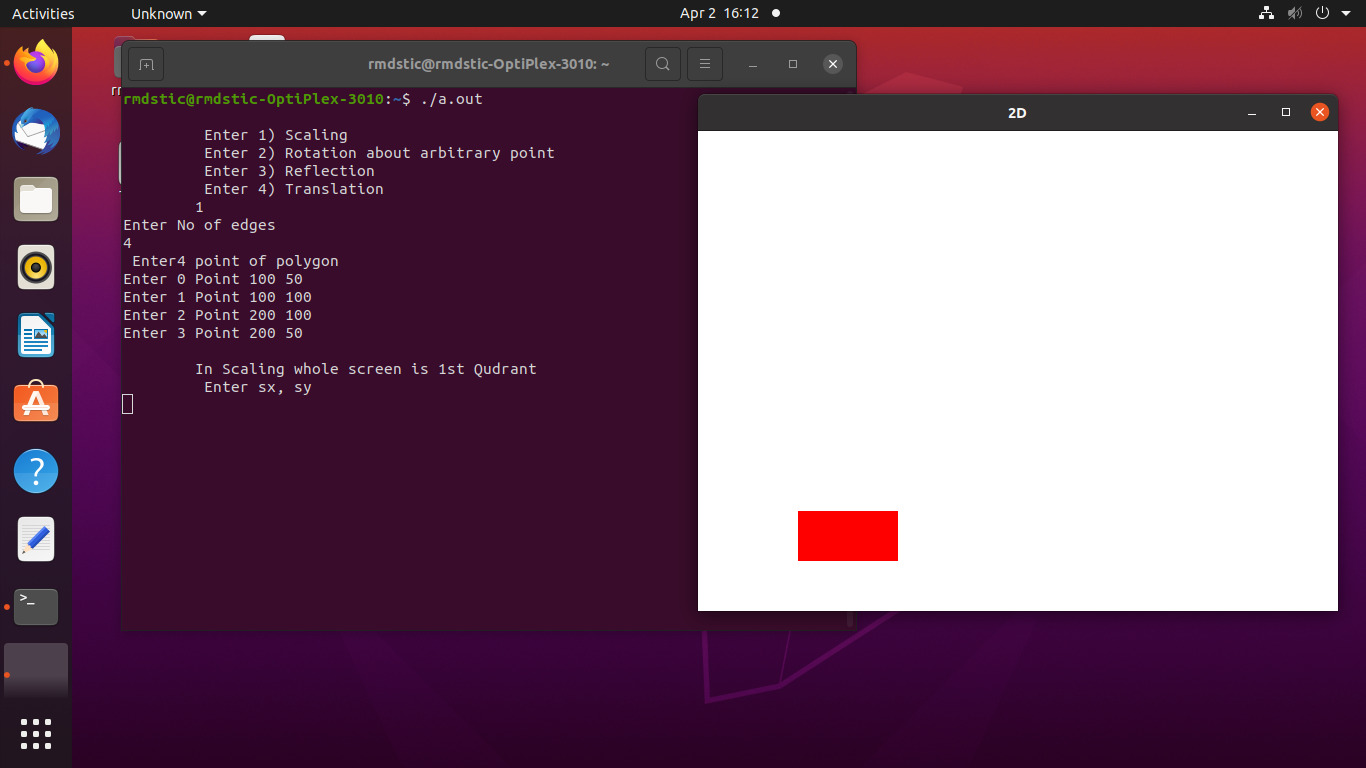 Activities Unknown Apr 2 16:12
rmdstic@rmdstic-OptiPlex-3010: ~
rmdstic@rmdstic-OptiPlex-3010:~$ ./a.out
2D
Enter 1) Scaling
Enter 2) Rotation about arbitrary point
Enter 3) Reflection
Enter 4) Translation
1
Enter No of edges
4
Enter4 point of polygon
Enter 0 Point 100 50
Enter 1 Point 100 100
Enter 2 Point 200 100
Enter 3 Point 200 50
In Scaling whole screen is 1st Qudrant
Enter sx, sy